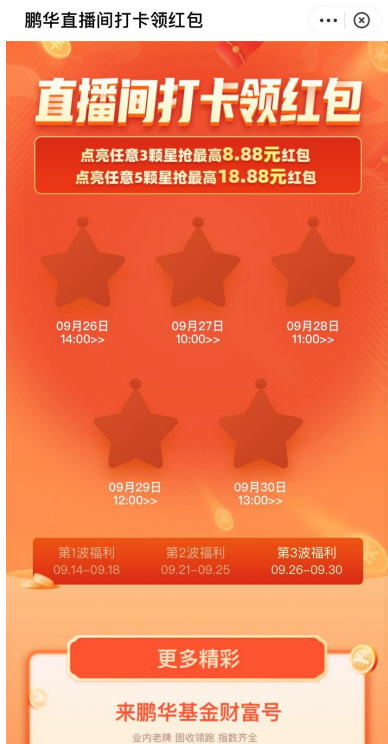 鹏华直播间打卡领红包
直播间打卡领红包
点亮任意3颗星抢最高8.88元红包
点亮任意5颗星抢最高18.88元红包
09月26日
14:00>>
09月27日
10:00>>
09月28日
11:00>>
09月29日
12:00>>
09月30日
13:00>>
第1波福利
09.14-09.18
第2波福利
09.21-09.25
第3波福利
09.26-09.30
更多精彩
来鹏华基金财富号
业内老牌 固收领跑 指数齐全